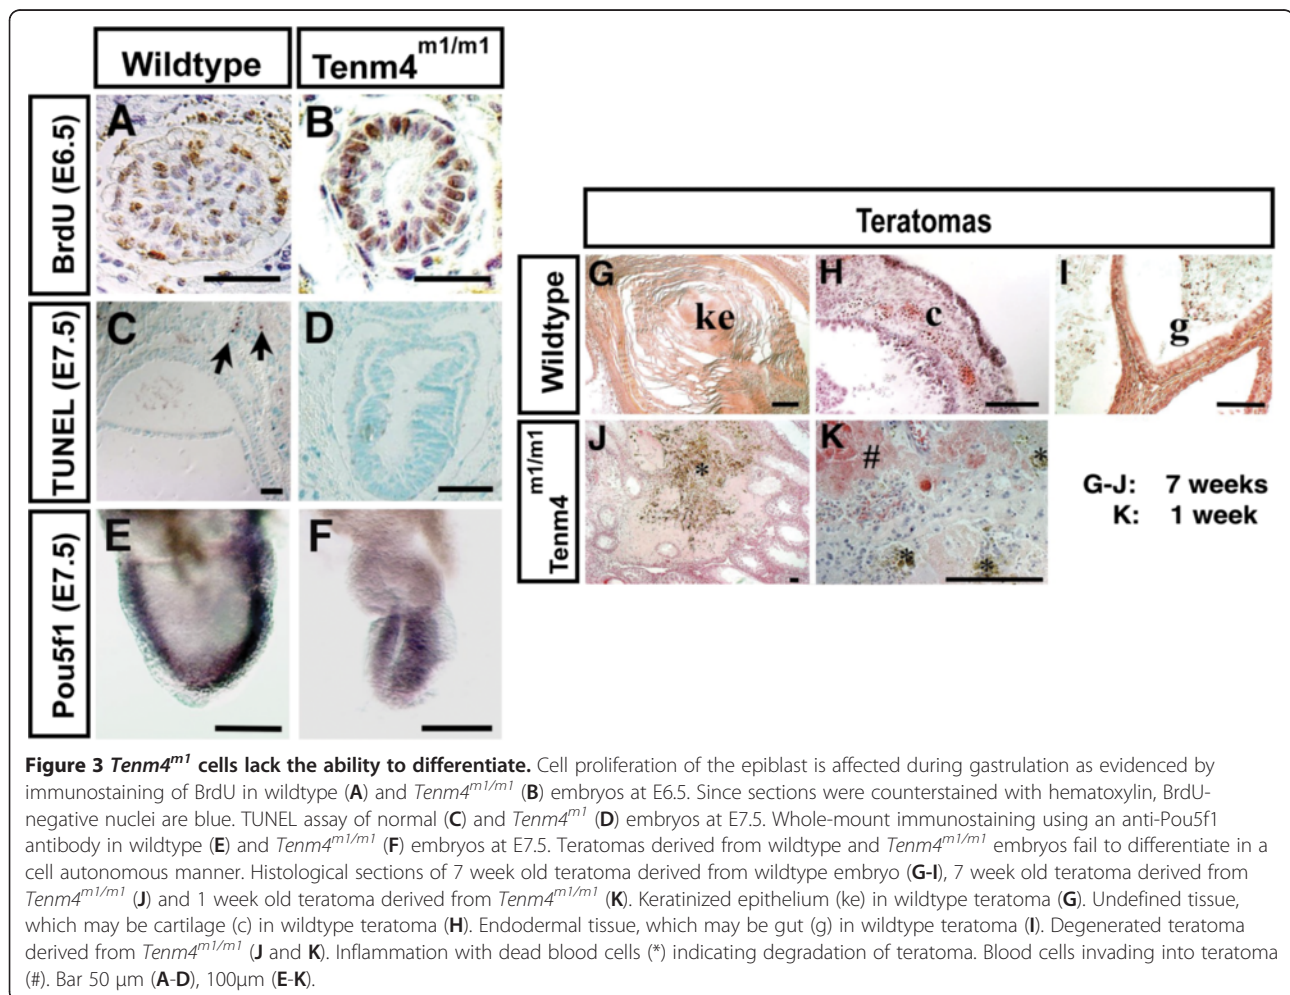 Wildtype
Tenm4 m1/m1
BrdU (E6.5)
A
B
TUNEL (E7.5)
C
D
Pou5f1 (E7.5)
E
F
Teratomas
Wildtype
G
ke
H
c
I
g
Tenm4 m1/m1
J
*
K
#
*
*
*
G-J: 7 weeks
K: 1 week
Figure 3 Tenm4m1 cells lack the ability to differentiate. Cell proliferation of the epiblast is affected during gastrulation as evidenced by
immunostaining of BrdU in wildtype (A) and Tenm4m1/m1 (B) embryos at E6.5. Since sections were counterstained with hematoxylin, BrdU-
negative nuclei are blue. TUNEL assay of normal (C) and Tenm4m1 (D) embryos at E7.5. Whole-mount immunostaining using an anti-Pou5f1
antibody in wildtype (E) and Tenm4m1/m1 (F) embryos at E7.5. Teratomas derived from wildtype and Tenm4m1/m1 embryos fail to differentiate in a
cell autonomous manner. Histological sections of 7 week old teratoma derived from wildtype embryo (G-I), 7 week old teratoma derived from
Tenm4m1/m1 (J) and 1 week old teratoma derived from Tenm4m1/m1 (K). Keratinized epithelium (ke) in wildtype teratoma (G). Undefined tissue,
which may be cartilage (c) in wildtype teratoma (H). Endodermal tissue, which may be gut (g) in wildtype teratoma (I). Degenerated teratoma
derived from Tenm4m1/m1 (J and K). Inflammation with dead blood cells (*) indicating degradation of teratoma. Blood cells invading into teratoma
(#). Bar 50 μm (A-D), 100μm (E-K).